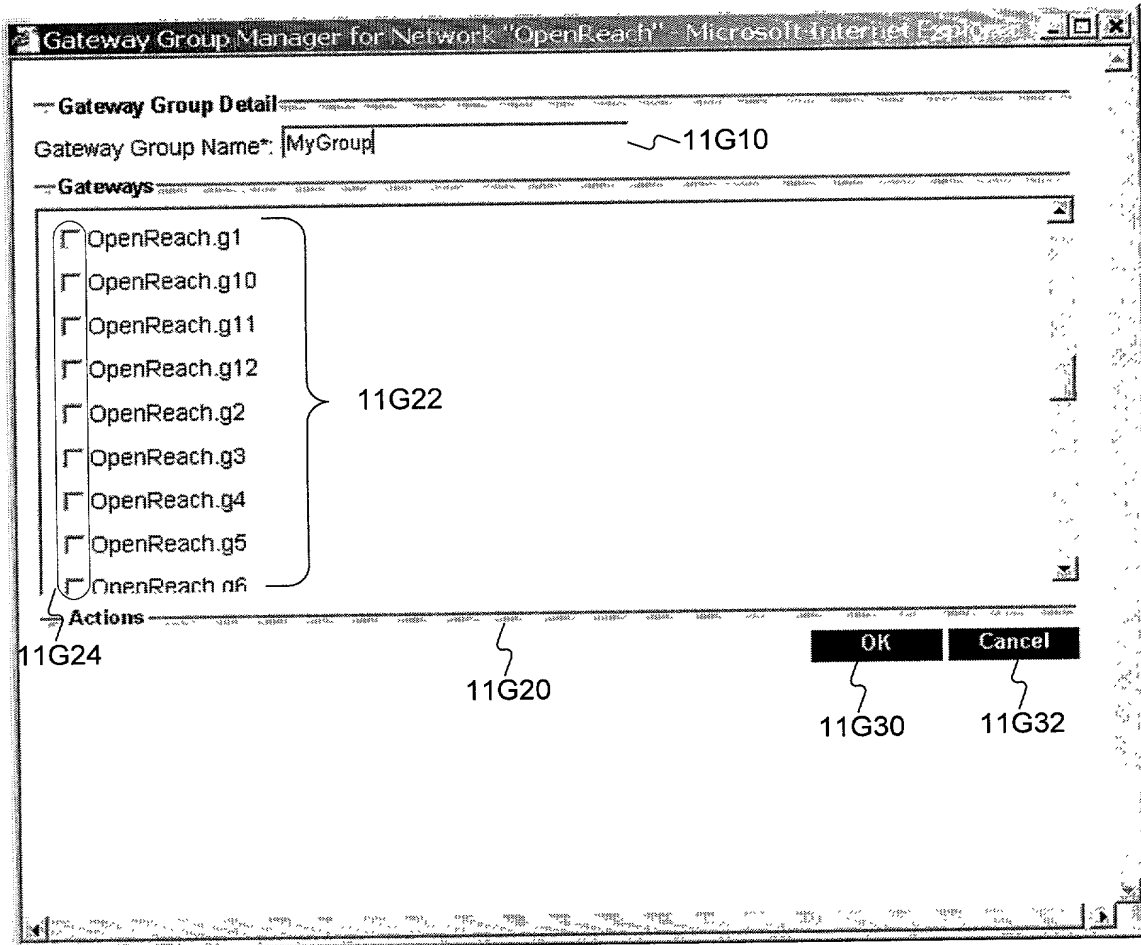 Gateway Group Manager for Network "OpenReach" - Microsoft Internet Explorer
Gateway Group Detail
Gateway Group Name*: MyGroup
11G10
Gateways
OpenReach.g1
OpenReach.g10
OpenReach.g11
OpenReach.g12
OpenReach.g2
11G22
OpenReach.g3
OpenReach.g4
OpenReach.g5
OpenReach.g6
Actions
11G24
11G20
OK
Cancel
11G30
11G32